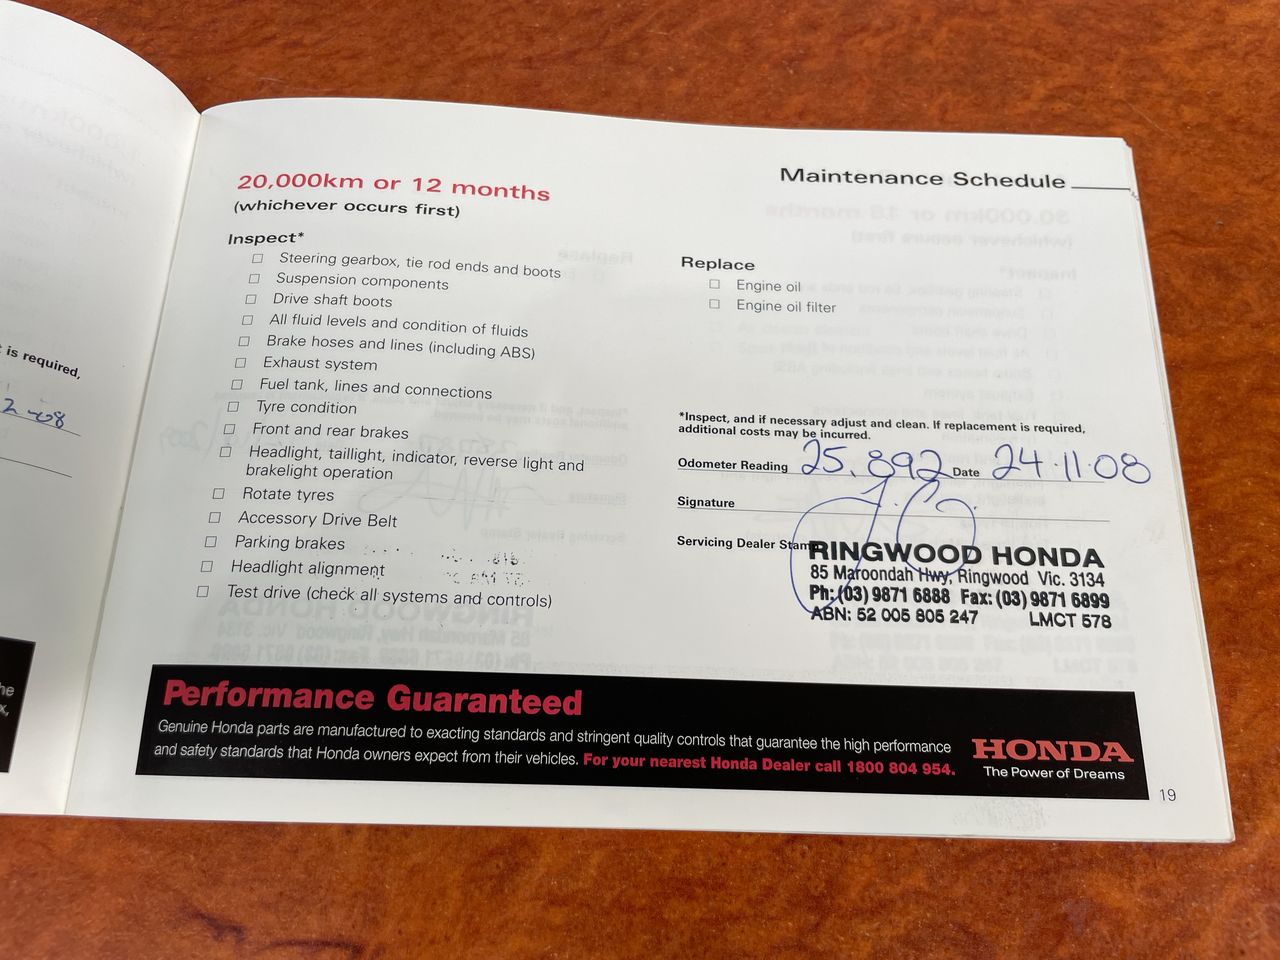 t is required,
2-08
he
x,
Maintenance Schedule
20,000km or 12 months
(whichever occurs first)
Inspect*
□ Steering gearbox, tie rod ends and boots
□ Suspension components
□ Drive shaft boots
□ All fluid levels and condition of fluids
□ Brake hoses and lines (including ABS)
□ Exhaust system
□ Fuel tank, lines and connections
□ Tyre condition
□ Front and rear brakes
□ Headlight, taillight, indicator, reverse light and
brakelight operation
□ Rotate tyres
□ Accessory Drive Belt
□ Parking brakes
□ Headlight alignment
□ Test drive (check all systems and controls)
Replace
□ Engine oil
□ Engine oil filter
*Inspect, and if necessary adjust and clean. If replacement is required,
additional costs may be incurred.
Odometer Reading 25.892 Date 24.11.08
Signature
Servicing Dealer Stamp
RINGWOOD HONDA
85 Maroondah Hwy, Ringwood Vic. 3134
Ph: (03) 9871 6888 Fax: (03) 9871 6899
ABN: 52 005 805 247 LMCT 578
Performance Guaranteed
Genuine Honda parts are manufactured to exacting standards and stringent quality controls that guarantee the high performance
and safety standards that Honda owners expect from their vehicles. For your nearest Honda Dealer call 1800 804 954.
HONDA
The Power of Dreams
19